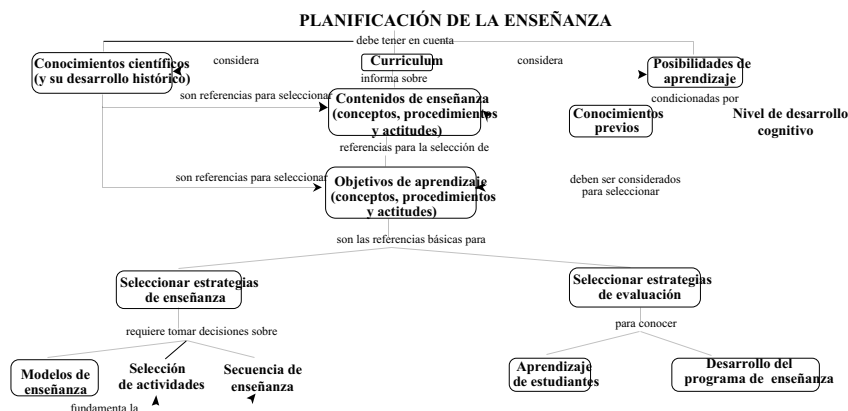 PLANIFICACIÓN DE LA ENSEÑANZA
debe tener en cuenta
Conocimientos científicos
(y su desarrollo histórico)
considera
Curriculum
considera
Posibilidades de
aprendizaje
informa sobre
son referencias para seleccionar
Contenidos de enseñanza
(conceptos, procedimientos
y actitudes)
condicionadas por
Conocimientos
previos
Nivel de desarrollo
cognitivo
referencias para la selección de
son referencias para seleccionar
Objetivos de aprendizaje
(conceptos, procedimientos
y actitudes)
deben ser considerados
para seleccionar
son las referencias básicas para
Seleccionar estrategias
de enseñanza
Seleccionar estrategias
de evaluación
requiere tomar decisiones sobre
para conocer
Modelos de
enseñanza
Selección
de actividades
Secuencia de
enseñanza
Aprendizaje
de estudiantes
Desarrollo del
programa de enseñanza
fundamenta la